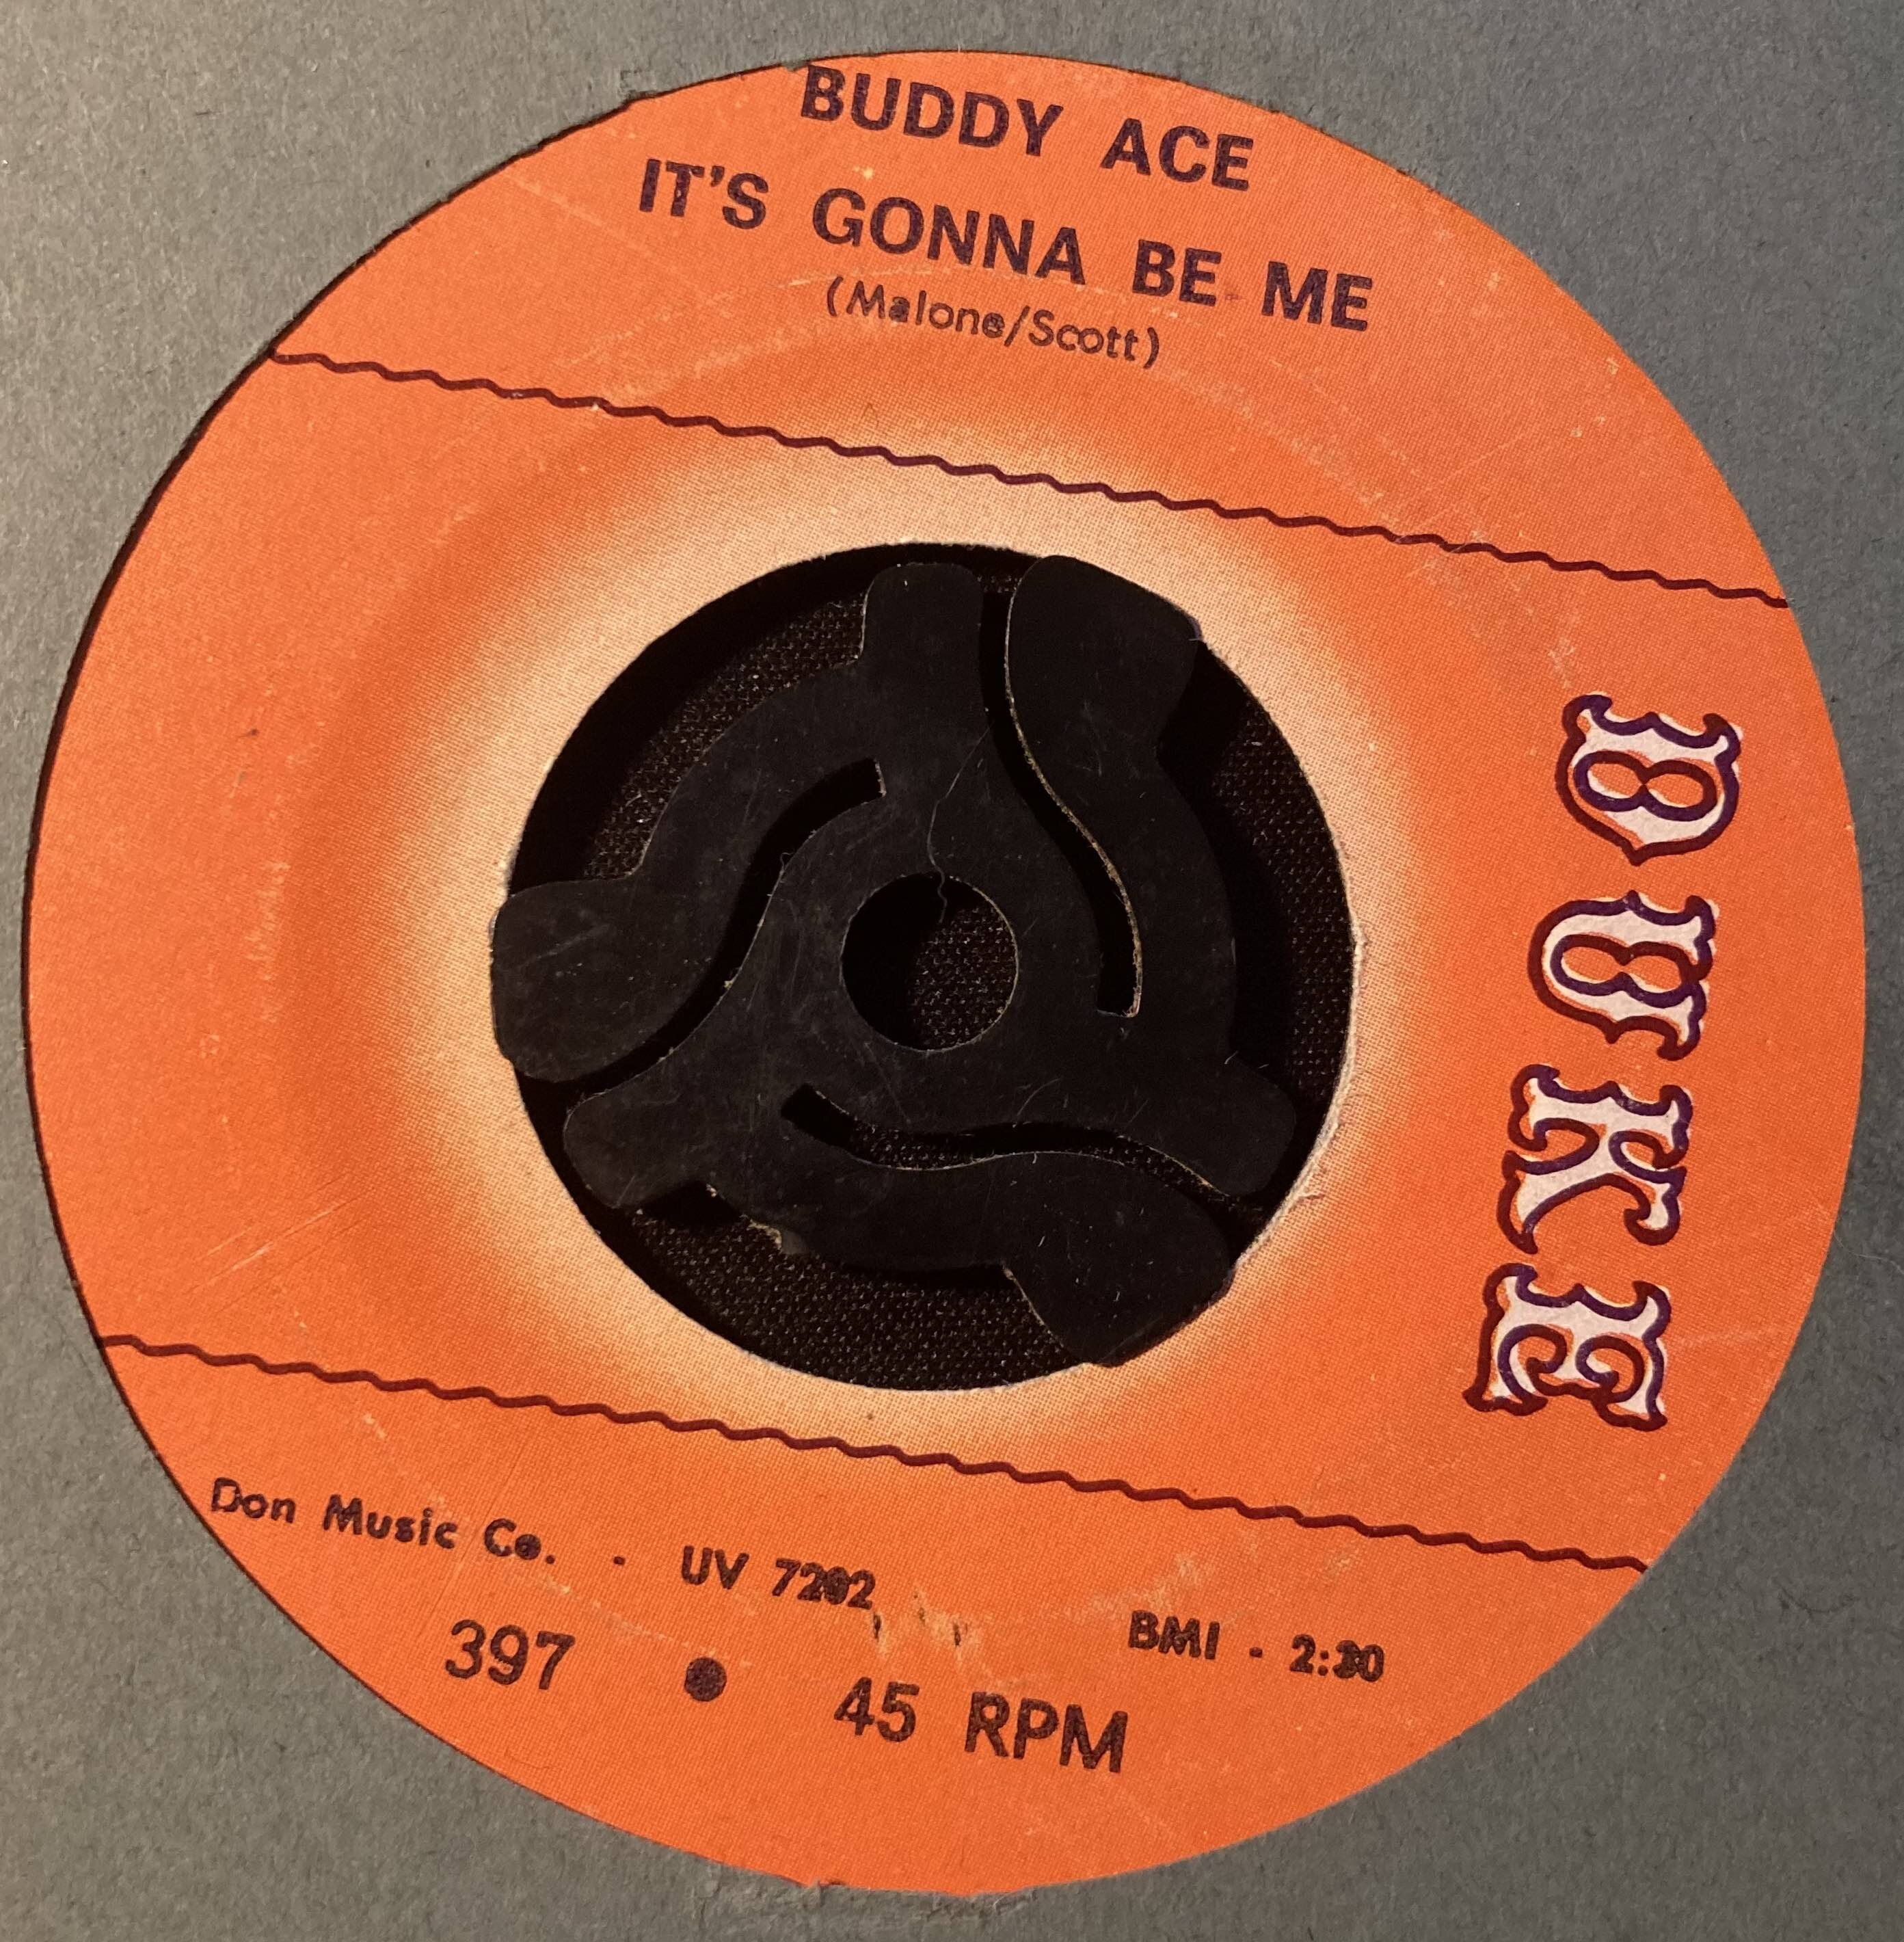 BUDDY ACE
IT'S GONNA BE ME
(Malone/Scott)
DUKE
Don Music Co. - UV 7202
BMI - 2:30
397 ● 45 RPM